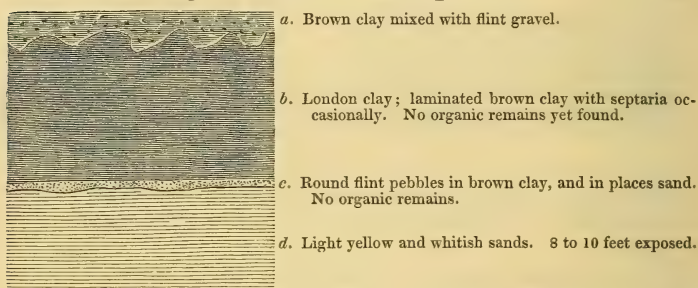 a. Brown clay mixed with flint gravel.
b. London clay; laminated brown clay with septaria oc-
casionally. No organic remains yet found.
c. Round flint pebbles in brown clay, and in places sand.
No organic remains.
d. Light yellow and whitish sands. 8 to 10 feet exposed.